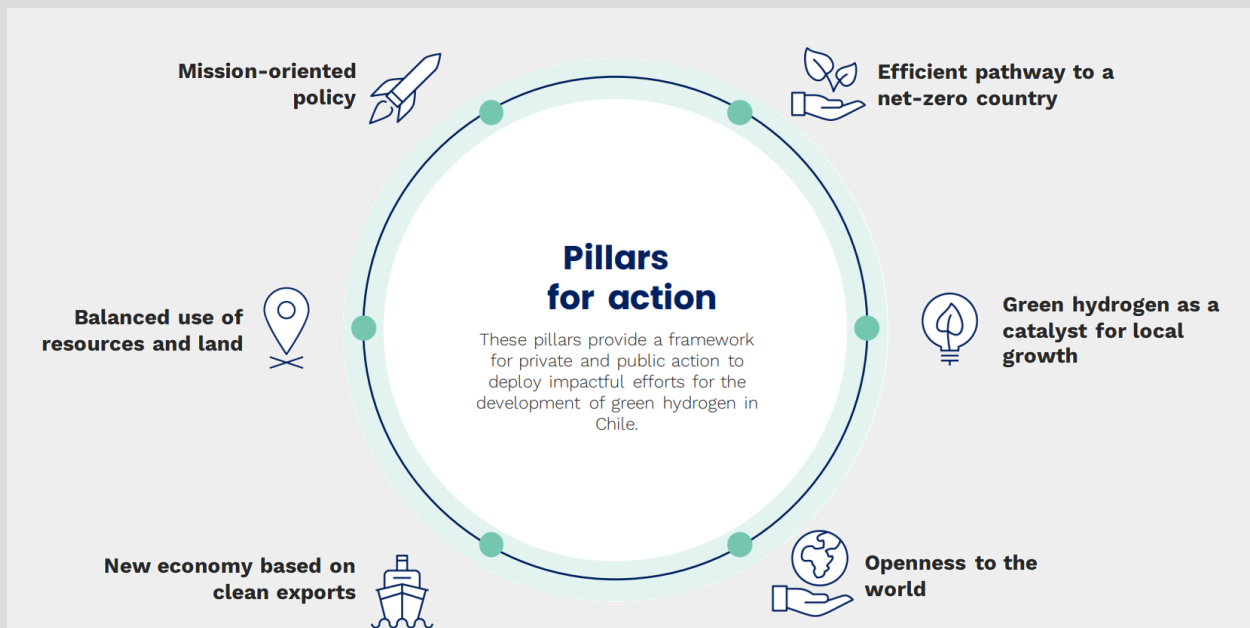 Mission-oriented
policy
Efficient pathway to a
net-zero country
Pillars
for action
These pillars provide a framework
for private and public action to
deploy impactful efforts for the
development of green hydrogen in
Chile.
Balanced use of
resources and land
Green hydrogen as a
catalyst for local
growth
New economy based on
clean exports
Openness to the
world